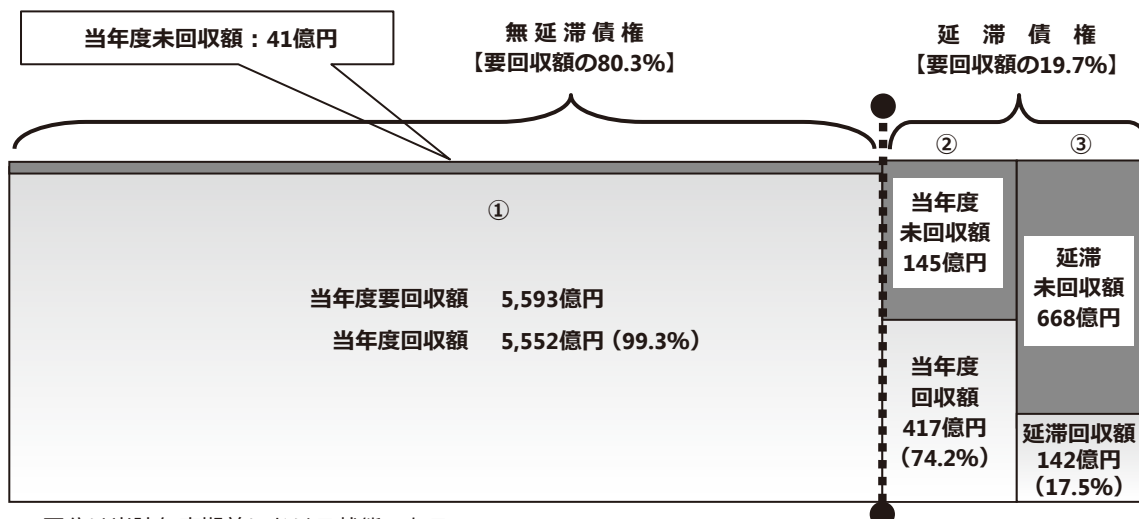 当年度未回収額：41億円
無延滞債権
【要回収額の80.3%】
延滞債権
【要回収額の19.7%】
①
当年度要回収額 5,593億円
当年度回収額 5,552億円（99.3%）
②
当年度
未回収額
145億円
当年度
回収額
417億円
（74.2%）
③
延滞
未回収額
668億円
延滞回収額
142億円
（17.5%）